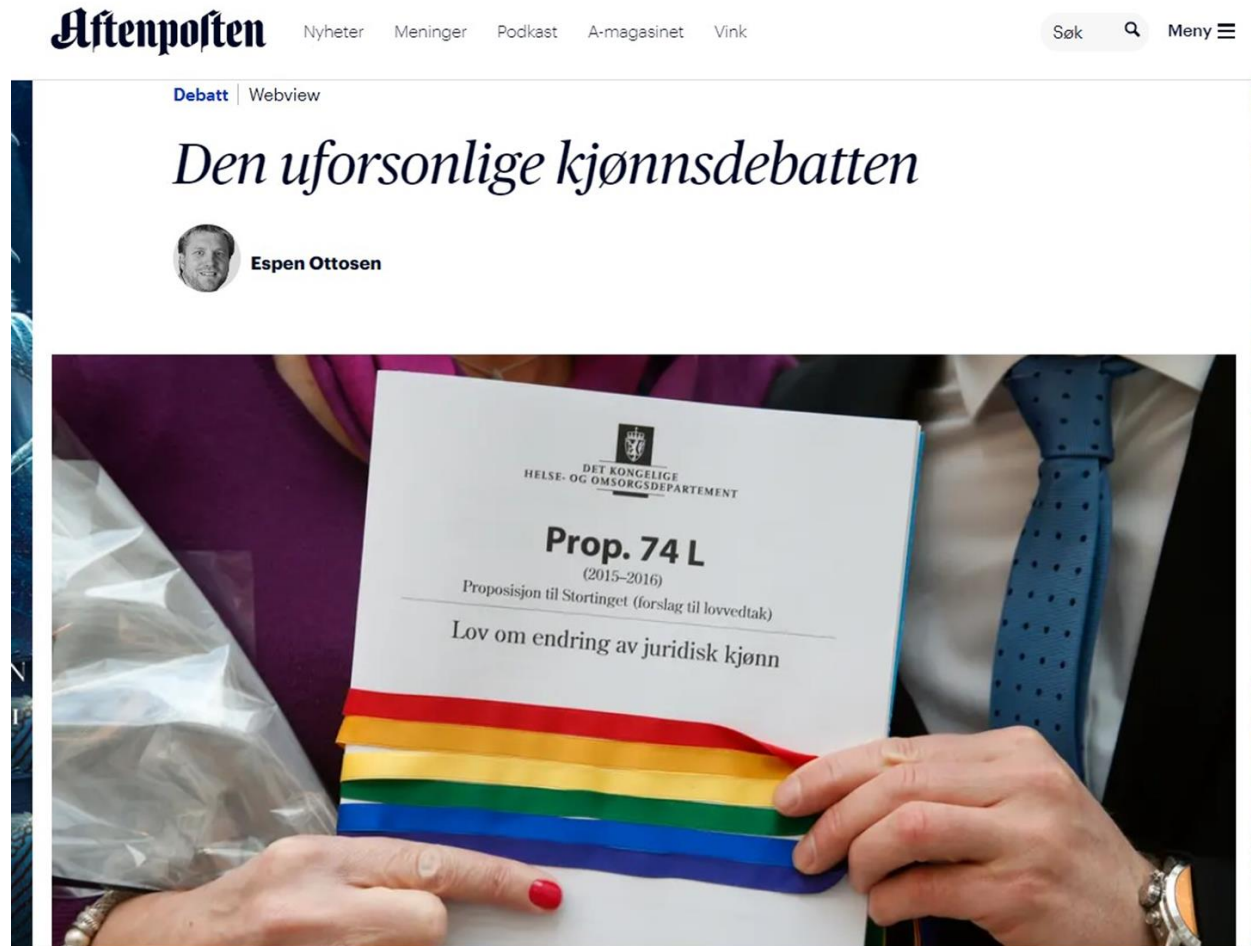 Aftenposten
Nyheter Meninger Podkast A-magasinet Vink Søk Meny
Debatt | Webview
Den uforsonlige kjønnsdebatten
Espen Ottosen
DET KONGELIGE
HELSE- OG OMSORGSDEPARTEMENT
Prop. 74 L
(2015–2016)
Proposisjon til Stortinget (forslag til lovvedtak)
Lov om endring av juridisk kjønn
N
I